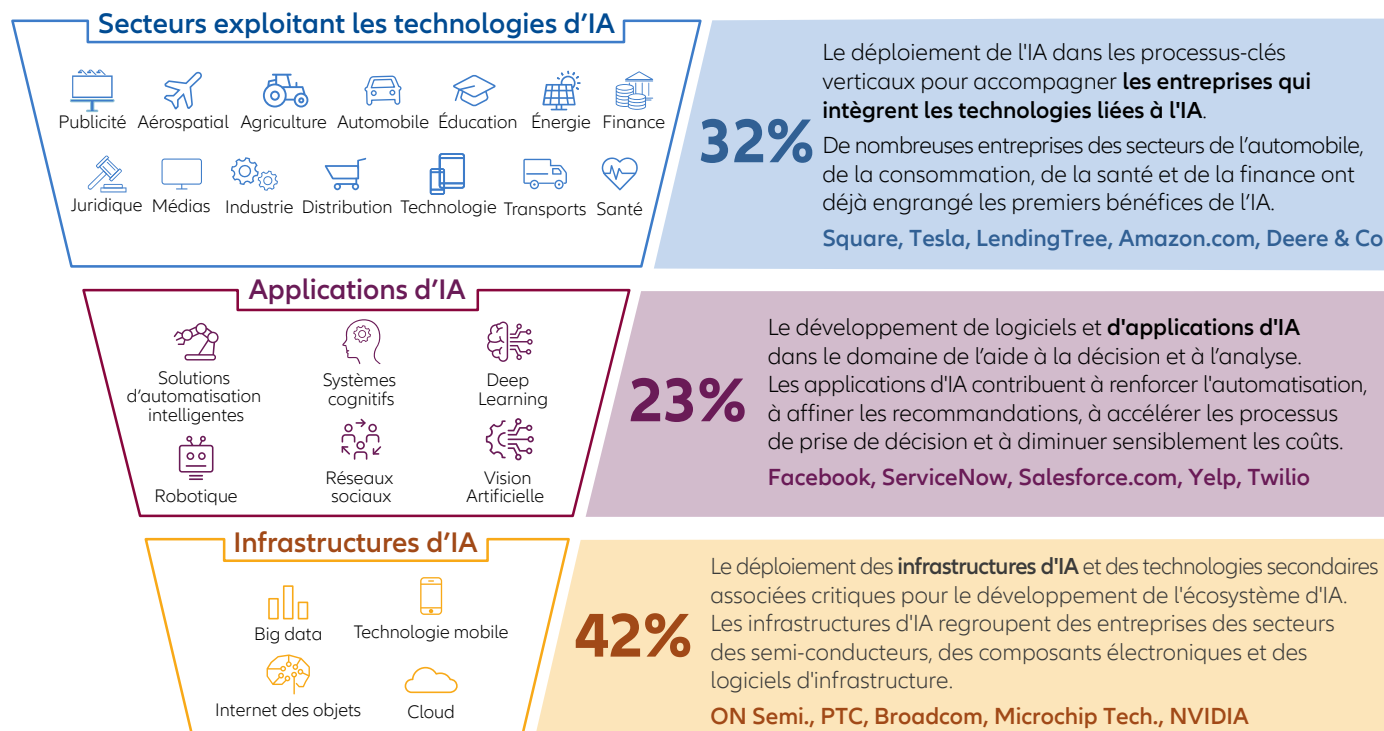 Secteurs exploitant les technologies d’IA
Publicité Aérospatial Agriculture Automobile Éducation Énergie Finance
Juridique Médias Industrie Distribution Technologie Transports Santé
32%
Le déploiement de l'IA dans les processus-clés
verticaux pour accompagner les entreprises qui
intègrent les technologies liées à l'IA.
De nombreuses entreprises des secteurs de l’automobile,
de la consommation, de la santé et de la finance ont
déjà engrangé les premiers bénéfices de l’IA.
Square, Tesla, LendingTree, Amazon.com, Deere & Co
Applications d’IA
Solutions
d'automatisation
intelligentes
Systèmes
cognitifs
Deep
Learning
Robotique
Réseaux
sociaux
Vision
Artificielle
23%
Le développement de logiciels et d'applications d'IA
dans le domaine de l’aide à la décision et à l’analyse.
Les applications d'IA contribuent à renforcer l'automatisation,
à affiner les recommandations, à accélérer les processus
de prise de décision et à diminuer sensiblement les coûts.
Facebook, ServiceNow, Salesforce.com, Yelp, Twilio
Infrastructures d’IA
Big data
Technologie mobile
Internet des objets
Cloud
42%
Le déploiement des infrastructures d'IA et des technologies secondaires
associées critiques pour le développement de l'écosystème d'IA.
Les infrastructures d'IA regroupent des entreprises des secteurs
des semi-conducteurs, des composants électroniques et des
logiciels d'infrastructure.
ON Semi., PTC, Broadcom, Microchip Tech., NVIDIA